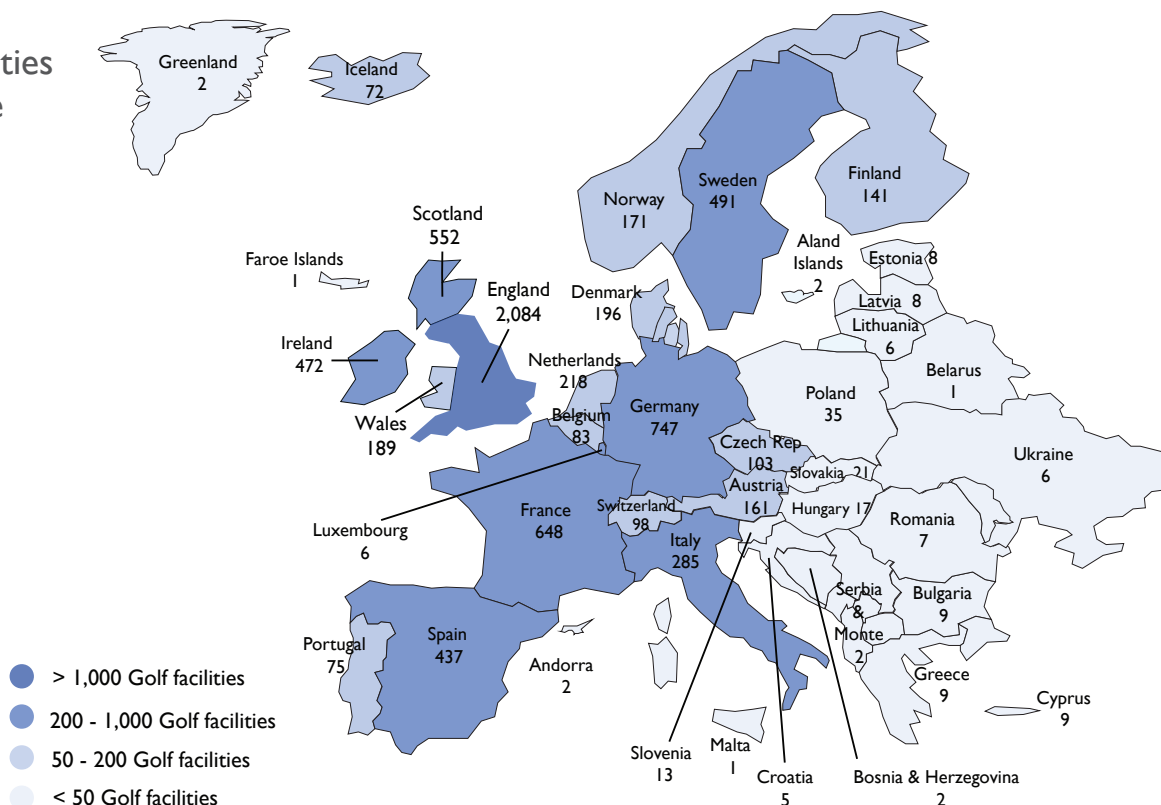 ties
e
Greenland
2
Iceland
72
Norway
171
Sweden
491
Finland
141
Scotland
552
Faroe Islands
1
England
2,084
Denmark
196
Aland
Islands
2
Estonia 8
Latvia 8
Lithuania
6
Ireland
472
Netherlands
218
Belarus
1
Wales
189
Belgium
83
Germany
747
Poland
35
Czech Rep
103
Ukraine
6
Slovakia 21
Austria
161
Hungary 17
Luxembourg
6
France
648
Switzerland
98
Italy
285
Romania
7
Serbia
&
Monte
2
Bulgaria
9
Portugal
75
Spain
437
Andorra
2
Greece
9
Cyprus
9
Slovenia
13
Malta
1
Croatia
5
Bosnia & Herzegovina
2
> 1,000 Golf facilities
200 - 1,000 Golf facilities
50 - 200 Golf facilities
< 50 Golf facilities